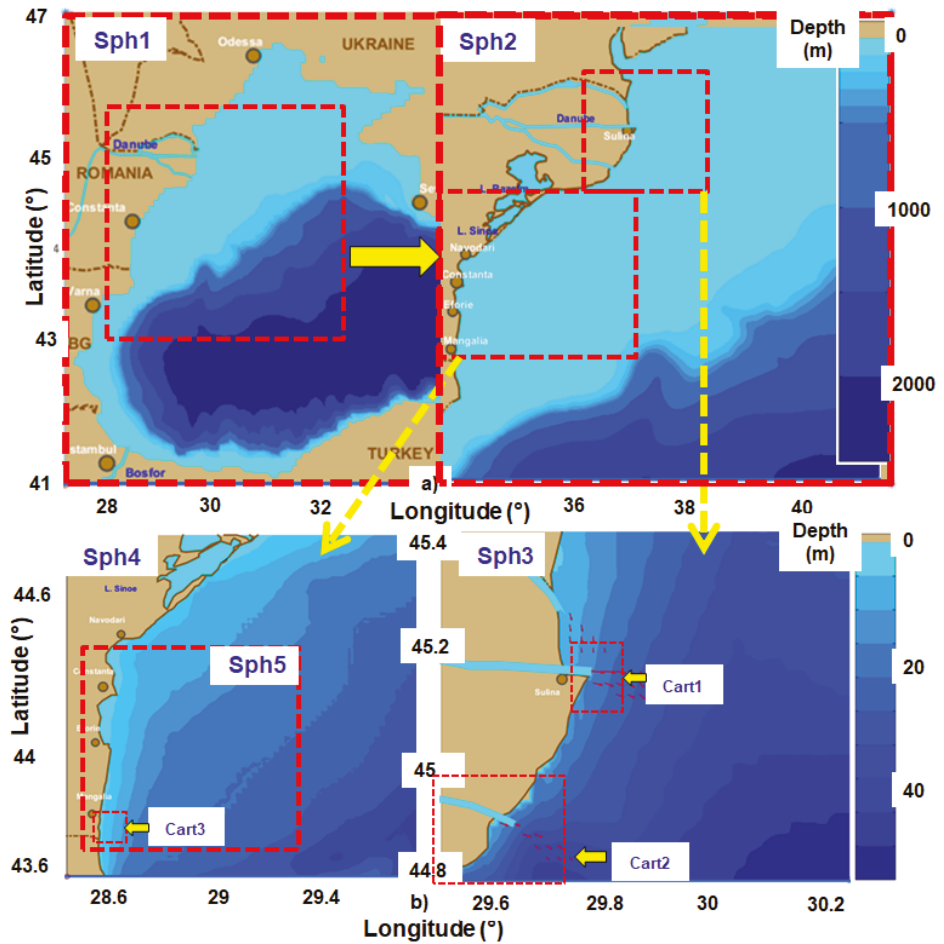 47
Sph1
Odessa
UKRAINE
Sph2
Depth
(m)
0
Danube
Sulina
45
Danube
ROMANIA
Constanta
L. Sinoe
Navodari
Constanta
Eforie
Mangalia
1000
Latitude (°)
43
BG
2000
TURKEY
Bosfor
41
a)
28
30
32
36
38
40
Longitude (°)
Sph4
45.4
Sph3
Depth
(m)
0
L. Sinoe
44.6
Navodari
45.2
Sph5
Constanta
Sulina
Cart1
20
Latitude (°)
44
45
Mangalia
Cart3
40
Cart2
43.6
44.8
28.6
29
29.4
b)
29.6
29.8
30
30.2
Longitude (°)